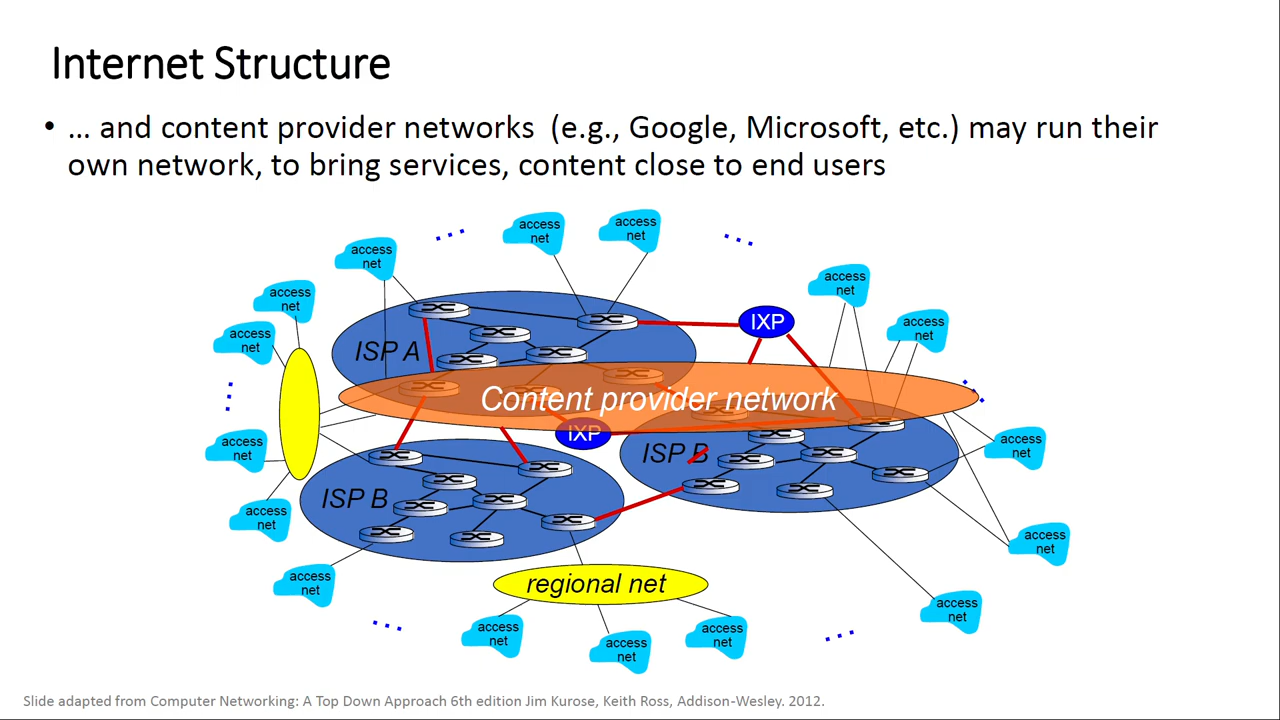 Internet Structure
• … and content provider networks  (e.g., Google, Microsoft, etc.) may run their
own network, to bring services, content close to end users
access
net
access
net
access
net
access
net
access
net
access
net
access
net
IXP
ISP A
Content provider network
IXP
ISP B
ISP B
access
net
access
net
access
net
access
net
access
net
access
net
regional net
access
net
access
net
access
net
Slide adapted from Computer Networking: A Top Down Approach 6th edition Jim Kurose, Keith Ross, Addison-Wesley. 2012.